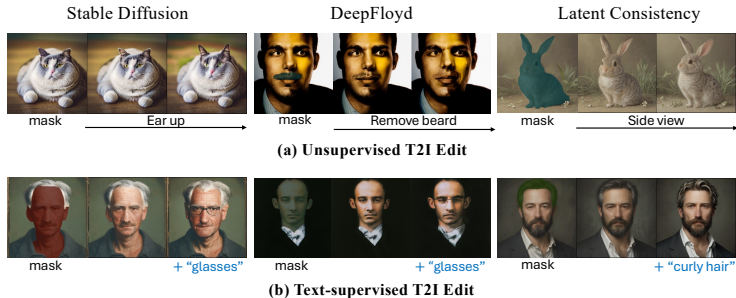 Stable Diffusion
DeepFloyd
Latent Consistency
mask
Ear up
mask
Remove beard
mask
Side view
(a) Unsupervised T2I Edit
mask
+ “glasses”
mask
+ “glasses”
mask
+ “curly hair”
(b) Text-supervised T2I Edit